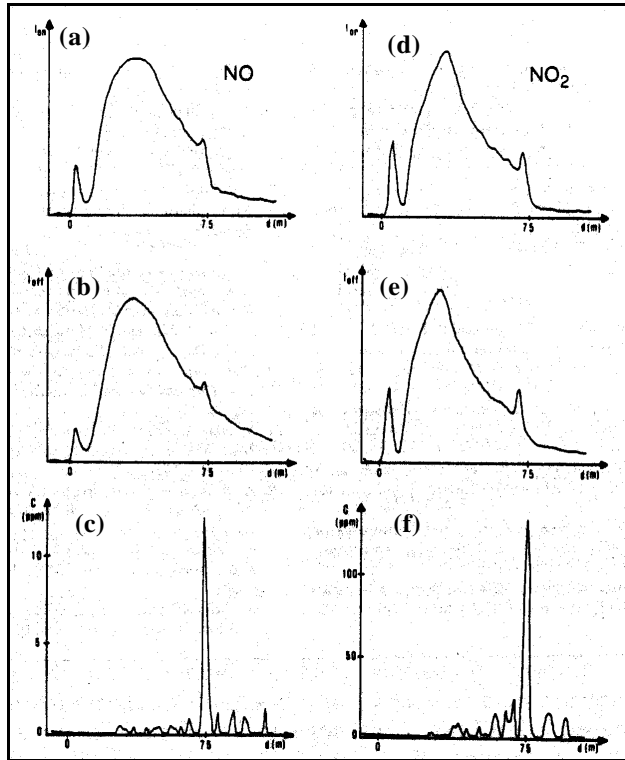 (a)
I_on
NO
0
75
d(m)
(d)
I_or
NO₂
0
75
d(m)
(b)
I_off
0
75
d(m)
(e)
I_off
0
75
d(m)
(c)
C
(ppm)
10
5
0
0
75
d(m)
(f)
C
(ppm)
100
50
0
0
75
d(m)